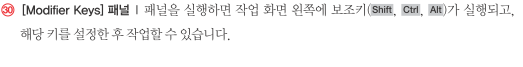 ㉚ [Modifier Keys] 패널 | 패널을 실행하면 작업 화면 왼쪽에 보조키(Shift, Ctrl, Alt)가 실행되고,
해당 키를 설정한 후 작업할 수 있습니다.